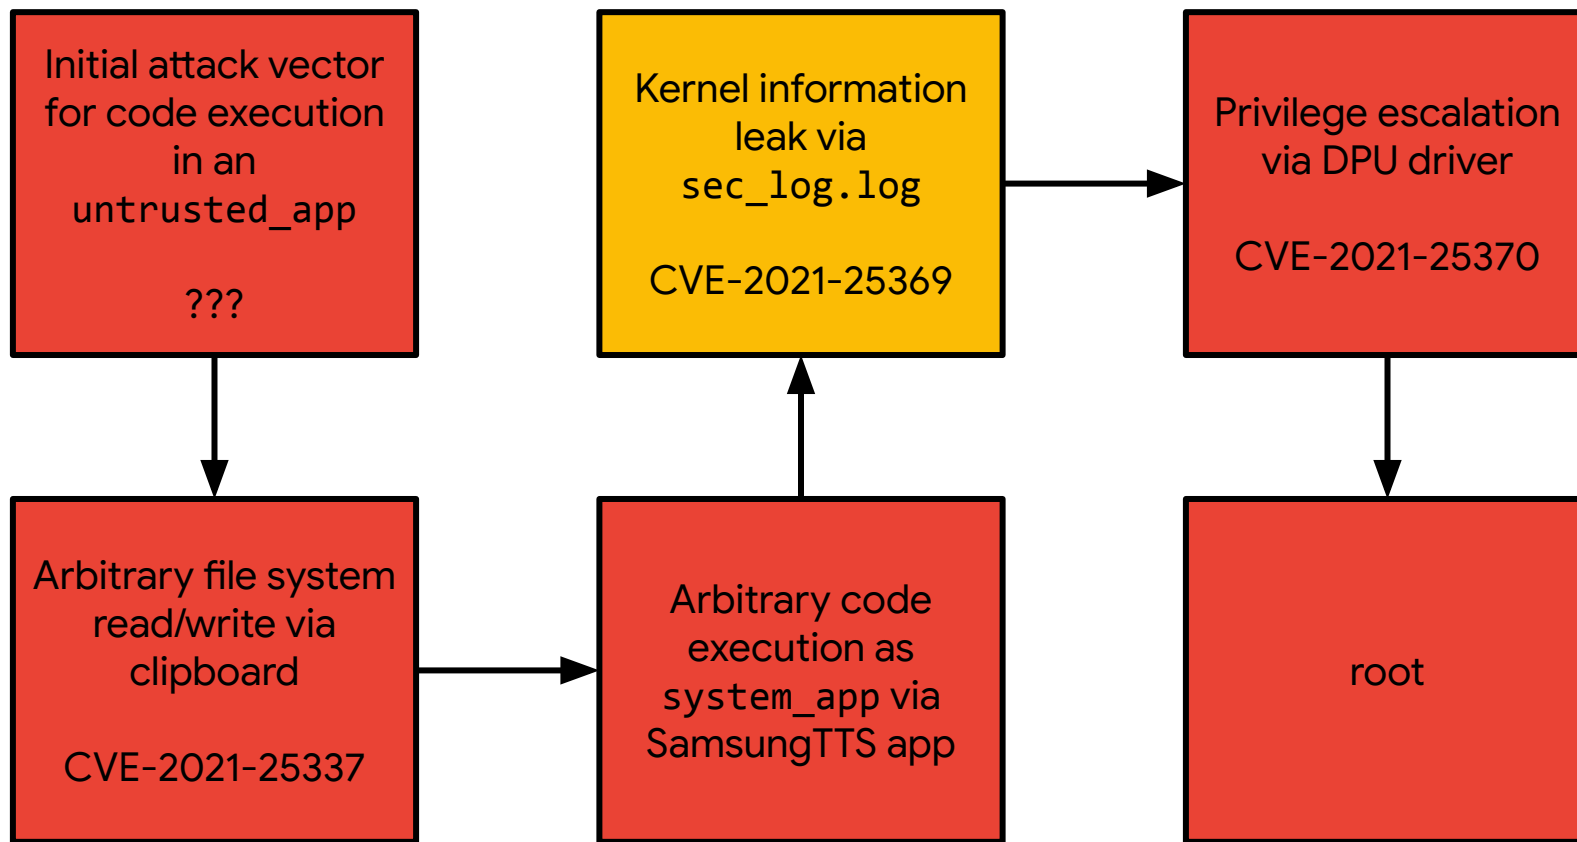 Initial attack vector
for code execution
in an
untrusted_app
???
Arbitrary file system
read/write via
clipboard
CVE-2021-25337
Arbitrary code
execution as
system_app via
SamsungTTS app
Kernel information
leak via
sec_log.log
CVE-2021-25369
Privilege escalation
via DPU driver
CVE-2021-25370
root